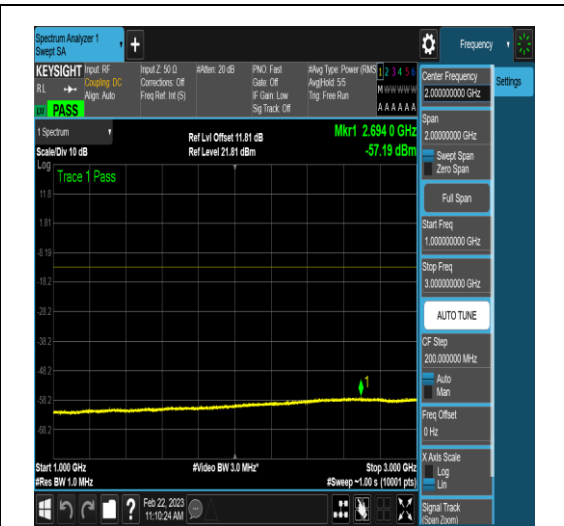 Spectrum Analyzer 1
Swept SA
Frequency
KEYSIGHT
RL
PASS
Input: RF
Coupling: DC
Align: Auto
Input Z: 50 Ω
Corrections: Off
Freq Ref: Int (S)
#Atten: 20 dB
PNO: Fast
Gate: Off
IF Gain: Low
Sig Track: Off
#Avg Type: Power (RMS
Avg|Hold: 5/5
Trig: Free Run
1 2 3 4 5 6
M W W W W W
A A A A A A
1 Spectrum
Scale/Div 10 dB
Ref Lvl Offset 11.81 dB
Ref Level 21.81 dBm
Mkr1 2.694 0 GHz
-57.19 dBm
Log
Trace 1 Pass
11.8
1.81
-8.19
-18.2
-28.2
-38.2
-48.2
-58.2
-68.2
1
Start 1.000 GHz
#Res BW 1.0 MHz
#Video BW 3.0 MHz*
Stop 3.000 GHz
#Sweep ~1.00 s (10001 pts)
Feb 22, 2023
11:10:24 AM
?
Center Frequency
2.000000000 GHz
Settings
Span
2.00000000 GHz
Swept Span
Zero Span
Full Span
Start Freq
1.000000000 GHz
Stop Freq
3.000000000 GHz
AUTO TUNE
CF Step
200.000000 MHz
Auto
Man
Freq Offset
0 Hz
X Axis Scale
Log
Lin
Signal Track
(Span Zoom)